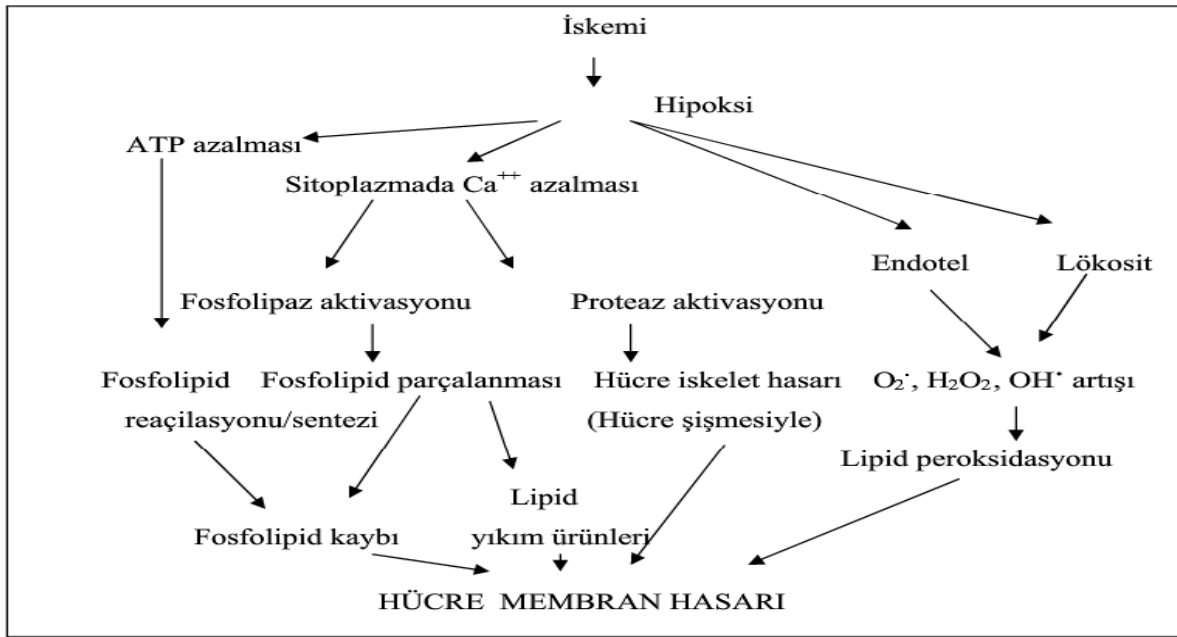 İskemi
Hipoksi
ATP azalması
Sitoplazmada Ca⁺⁺ azalması
Endotel Lökosit
Fosfolipaz aktivasyonu Proteaz aktivasyonu
Fosfolipid Fosfolipid parçalanması Hücre iskelet hasarı O₂˙, H₂O₂, OH˙ artışı
reaçilasyonu/sentezi (Hücre şişmesiyle)
Lipid peroksidasyonu
Lipid
Fosfolipid kaybı yıkım ürünleri
HÜCRE MEMBRAN HASARI